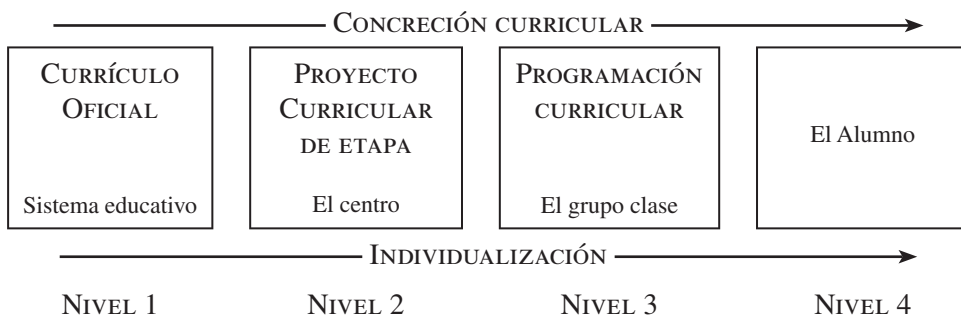 Concreción curricular
Currículo
Oficial
Sistema educativo
Proyecto
Curricular
de etapa
El centro
Programación
curricular
El grupo clase
El Alumno
Individualización
Nivel 1
Nivel 2
Nivel 3
Nivel 4